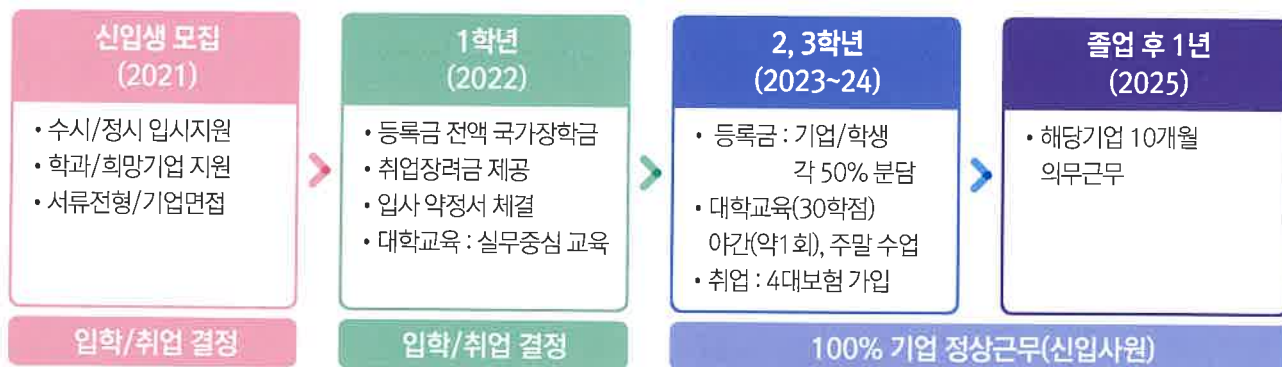 신입생 모집
(2021)
• 수시/정시 입시지원
• 학과/희망기업 지원
• 서류전형/기업면접
입학/취업 결정
1학년
(2022)
• 등록금 전액 국가장학금
• 취업장려금 제공
• 입사 약정서 체결
• 대학교육 : 실무중심 교육
입학/취업 결정
2, 3학년
(2023~24)
• 등록금 : 기업/학생
각 50% 분담
• 대학교육(30학점)
야간(약1회), 주말 수업
• 취업 : 4대보험 가입
졸업 후 1년
(2025)
• 해당기업 10개월
의무근무
100% 기업 정상근무(신입사원)